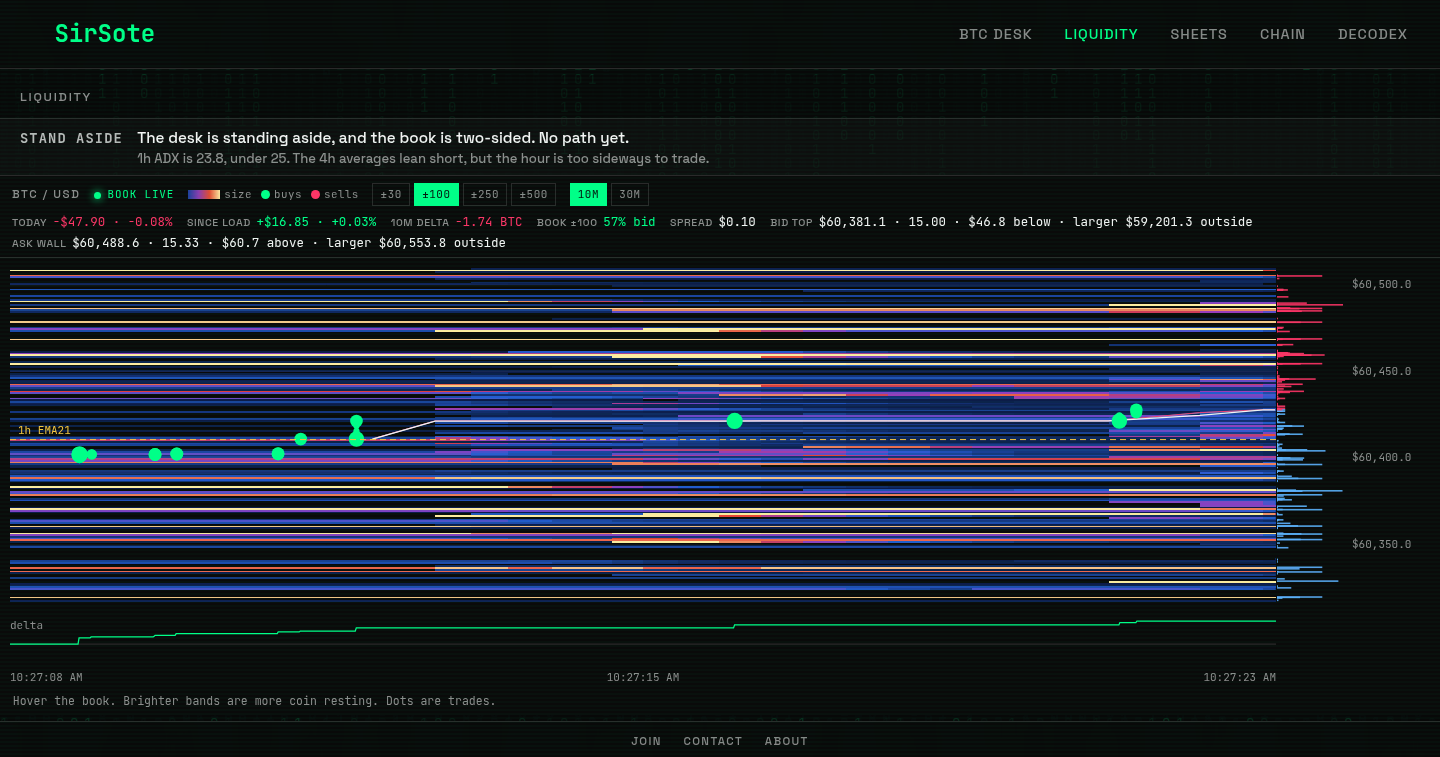 SirSote
BTC DESK LIQUIDITY SHEETS CHAIN DECODEX
LIQUIDITY
STAND ASIDE The desk is standing aside, and the book is two-sided. No path yet.
1h ADX is 23.8, under 25. The 4h averages lean short, but the hour is too sideways to trade.
BTC / USD BOOK LIVE size buys sells ±30 ±100 ±250 ±500 10M 30M
TODAY -$47.90 · -0.08% SINCE LOAD +$16.85 · +0.03% 10M DELTA -1.74 BTC BOOK ±100 57% bid SPREAD $0.10 BID TOP $60,381.1 · 15.00 · $46.8 below · larger $59,201.3 outside
ASK WALL $60,488.6 · 15.33 · $60.7 above · larger $60,553.8 outside
$60,500.0
$60,450.0
1h EMA21
$60,400.0
$60,350.0
delta
10:27:08 AM 10:27:15 AM 10:27:23 AM
Hover the book. Brighter bands are more coin resting. Dots are trades.
JOIN CONTACT ABOUT